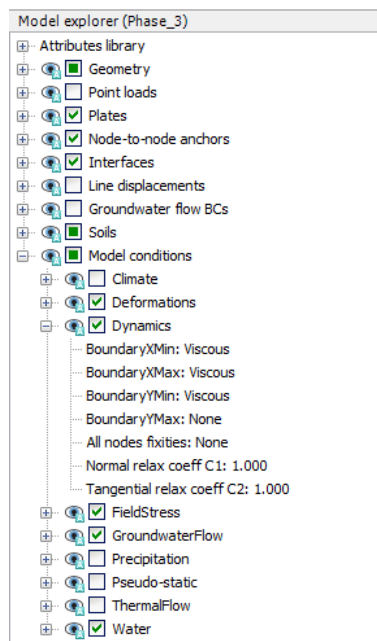 Model explorer (Phase_3)
Attributes library
Geometry
Point loads
Plates
Node-to-node anchors
Interfaces
Line displacements
Groundwater flow BCs
Soils
Model conditions
Climate
Deformations
Dynamics
BoundaryXMin: Viscous
BoundaryXMax: Viscous
BoundaryYMin: Viscous
BoundaryYMax: None
All nodes fixities: None
Normal relax coeff C1: 1.000
Tangential relax coeff C2: 1.000
FieldStress
GroundwaterFlow
Precipitation
Pseudo-static
ThermalFlow
Water